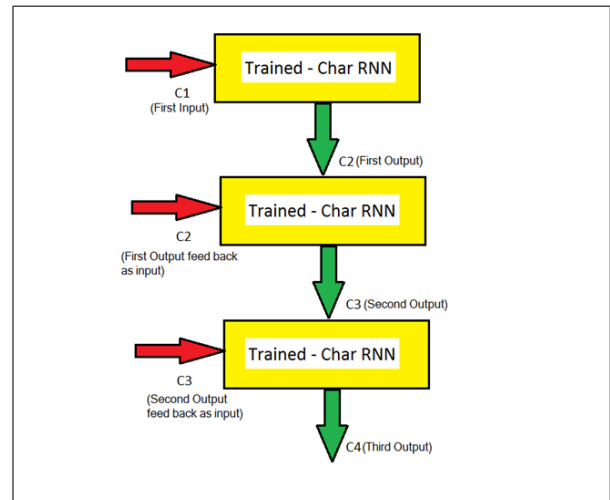 Trained - Char RNN
C1
(First Input)
C2 (First Output)
Trained - Char RNN
C2
(First Output feed back
as input)
C3 (Second Output)
Trained - Char RNN
C3
(Second Output
feed back as input)
C4 (Third Output)